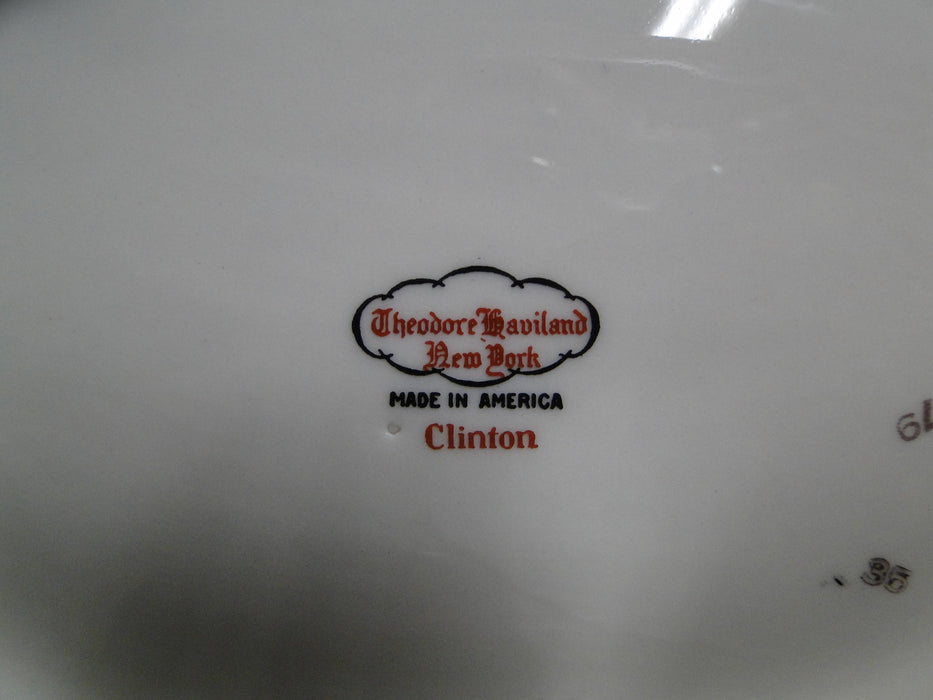 Theodore Haviland
New York
MADE IN AMERICA
Clinton
35